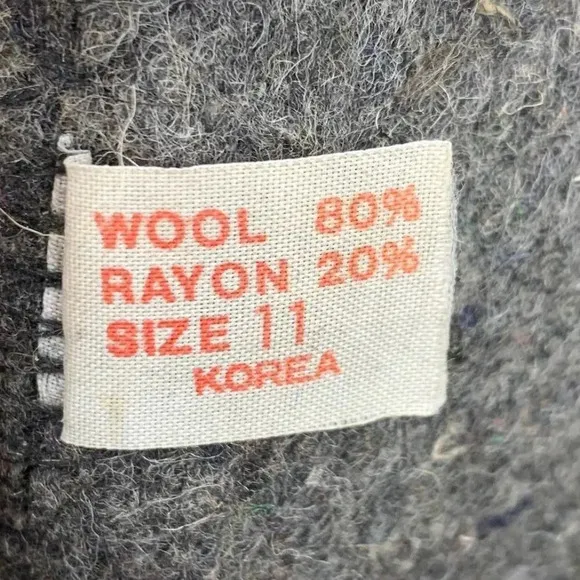 WOOL 80%
RAYON 20%
SIZE 11
KOREA